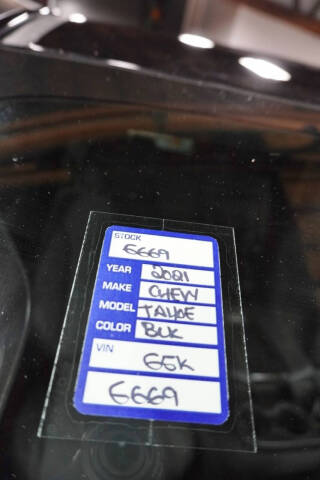 STOCK
6669
YEAR 2021
MAKE CHEVY
MODEL TAHOE
COLOR BLK
VIN 65K
6669